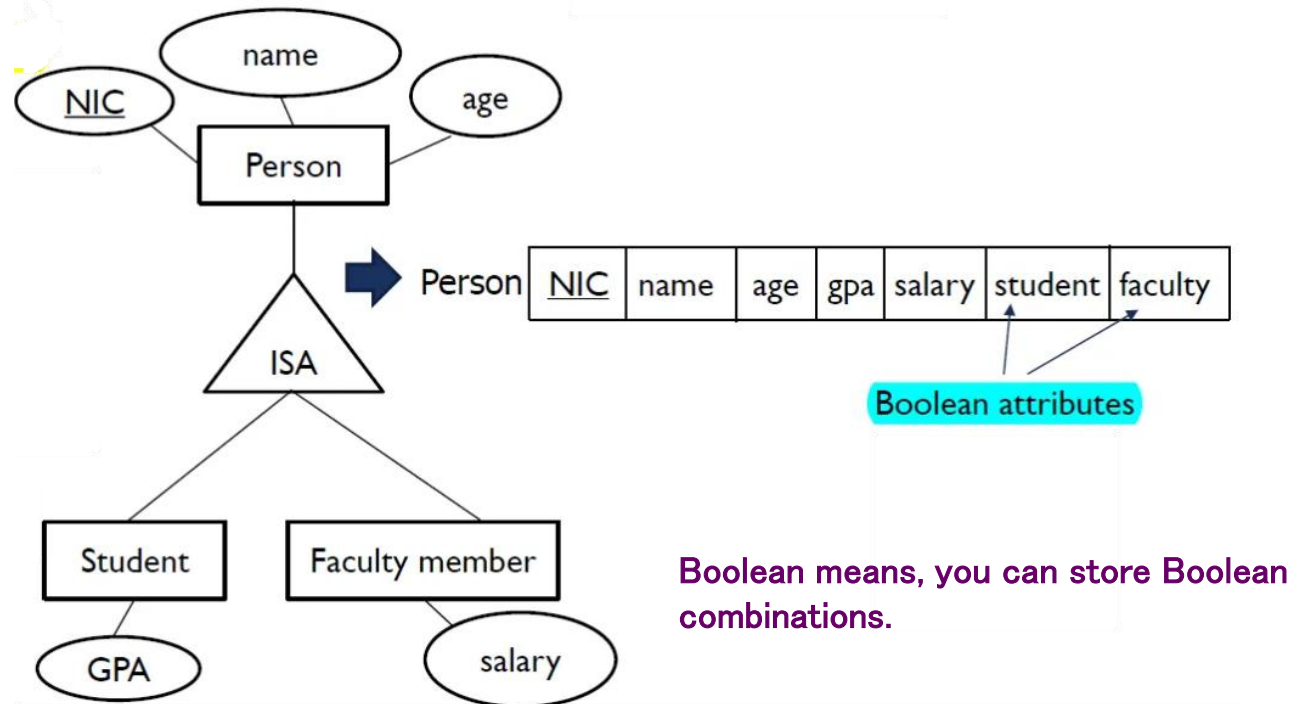 name
NIC
age
Person
Person NIC name age gpa salary student faculty
ISA
Boolean attributes
Student
Faculty member
Boolean means, you can store Boolean
combinations.
GPA
salary